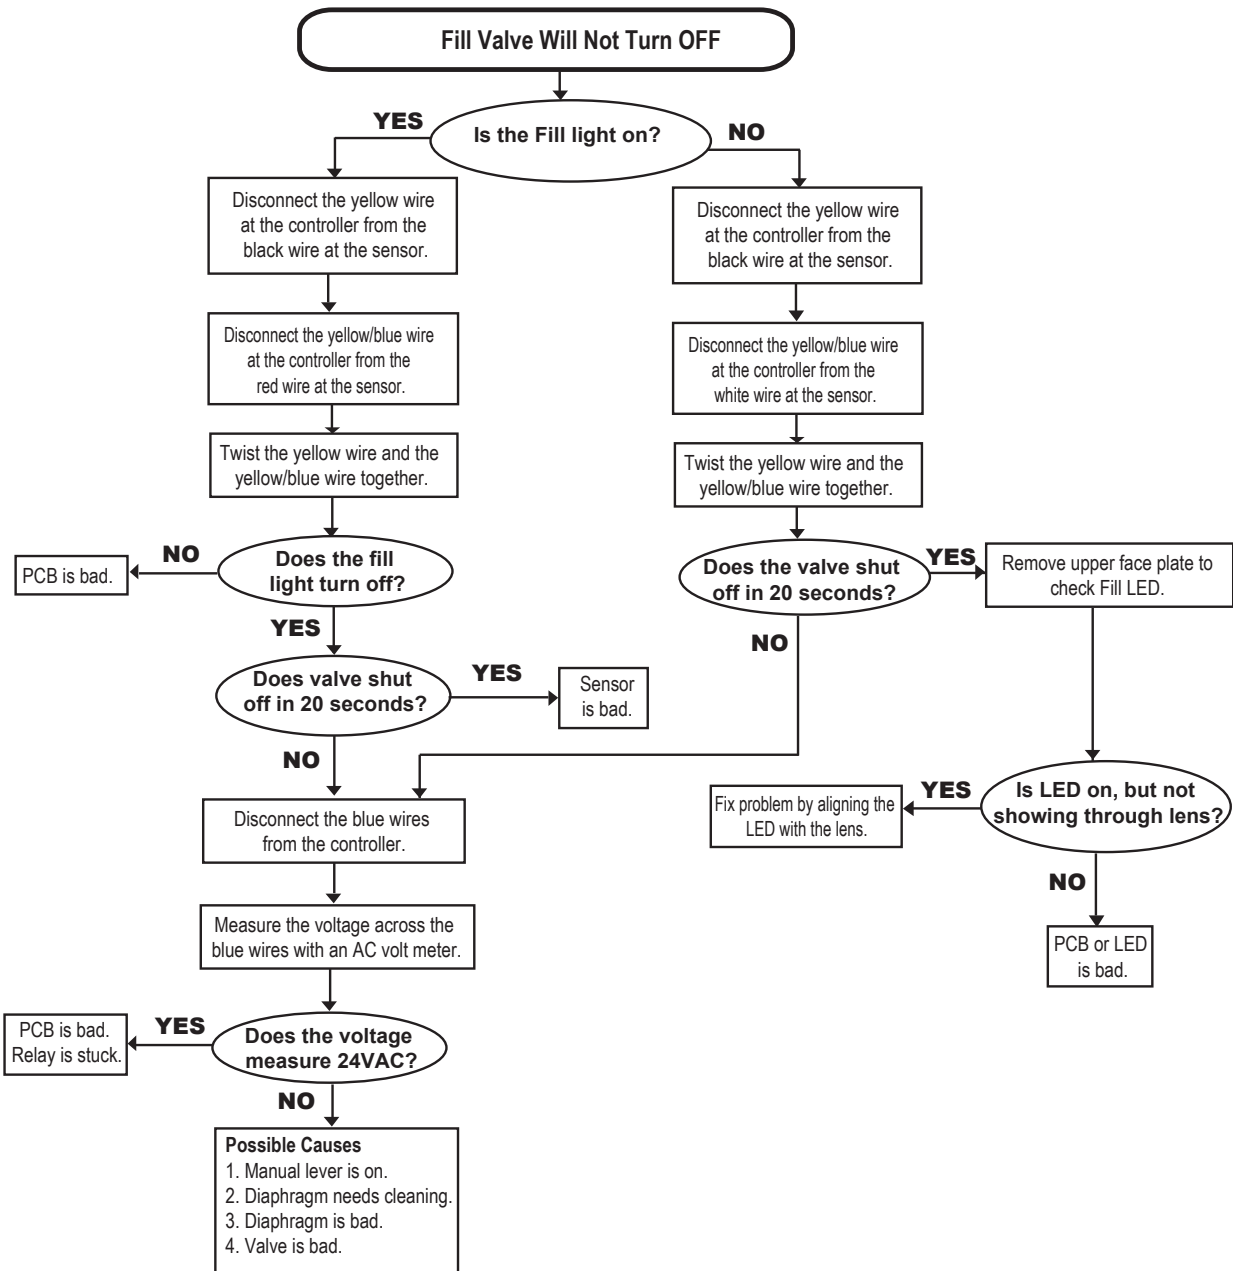 Fill Valve Will Not Turn OFF
Is the Fill light on?
YES
NO
Disconnect the yellow wire
at the controller from the
black wire at the sensor.
Disconnect the yellow/blue wire
at the controller from the
red wire at the sensor.
Twist the yellow wire and the
yellow/blue wire together.
Does the fill
light turn off?
NO
PCB is bad.
YES
Does valve shut
off in 20 seconds?
YES
Sensor
is bad.
NO
Disconnect the yellow wire
at the controller from the
black wire at the sensor.
Disconnect the yellow/blue wire
at the controller from the
white wire at the sensor.
Twist the yellow wire and the
yellow/blue wire together.
Does the valve shut
off in 20 seconds?
YES
Remove upper face plate to
check Fill LED.
NO
Is LED on, but not
showing through lens?
YES
Fix problem by aligning the
LED with the lens.
NO
PCB or LED
is bad.
Disconnect the blue wires
from the controller.
Measure the voltage across the
blue wires with an AC volt meter.
Does the voltage
measure 24VAC?
YES
PCB is bad.
Relay is stuck.
NO
Possible Causes
1. Manual lever is on.
2. Diaphragm needs cleaning.
3. Diaphragm is bad.
4. Valve is bad.